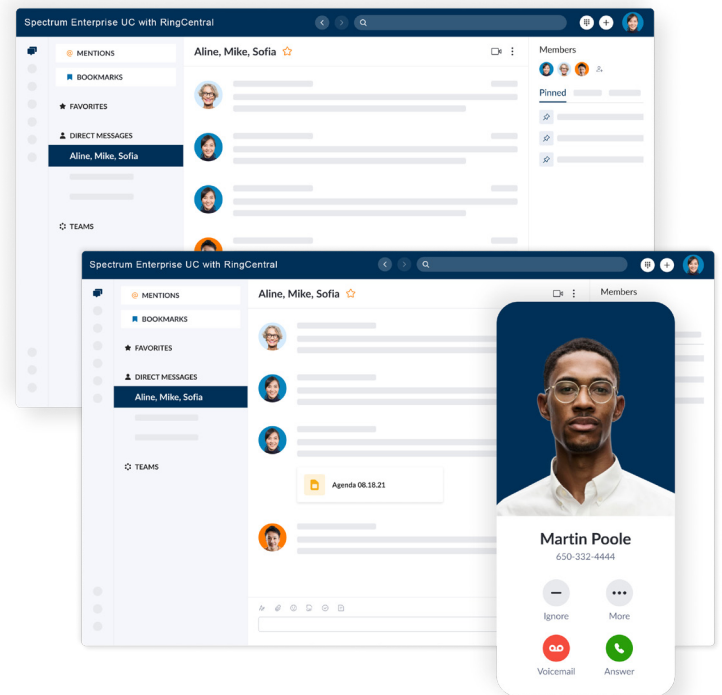 Spectrum Enterprise UC with RingCentral
MENTIONS
BOOKMARKS
FAVORITES
DIRECT MESSAGES
Aline, Mike, Sofia
TEAMS
Aline, Mike, Sofia
Members
Pinned
Spectrum Enterprise UC with RingCentral
MENTIONS
BOOKMARKS
FAVORITES
DIRECT MESSAGES
Aline, Mike, Sofia
TEAMS
Aline, Mike, Sofia
Agenda 08.18.21
Members
Martin Poole
650-332-4444
Ignore
More
Voicemail
Answer